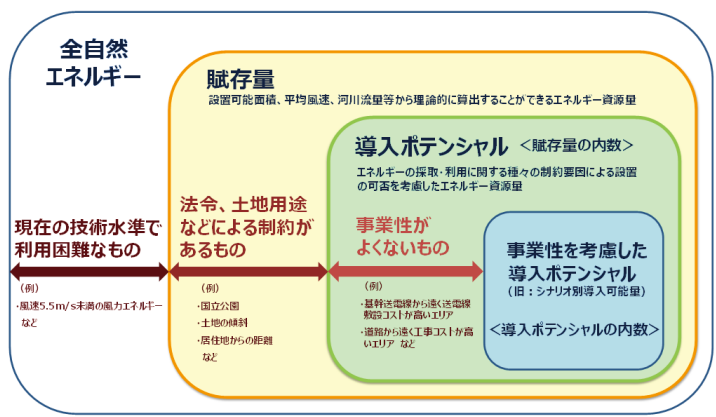 全自然
エネルギー
賦存量
設置可能面積、平均風速、河川流量等から理論的に算出することができるエネルギー資源量
導入ポテンシャル <賦存量の内数>
エネルギーの採取・利用に関する種々の制約要因による設置
の可否を考慮したエネルギー資源量
現在の技術水準で
利用困難なもの
(例)
・風速5.5m/s未満の風力エネルギー
など
法令、土地用途
などによる制約が
あるもの
(例)
・国立公園
・土地の傾斜
・居住地からの距離
など
事業性が
よくないもの
(例)
・基幹送電線から遠く送電線
敷設コストが高いエリア
・道路から遠く工事コストが高
いエリア など
事業性を考慮した
導入ポテンシャル
(旧:シナリオ別導入可能量)
<導入ポテンシャルの内数>